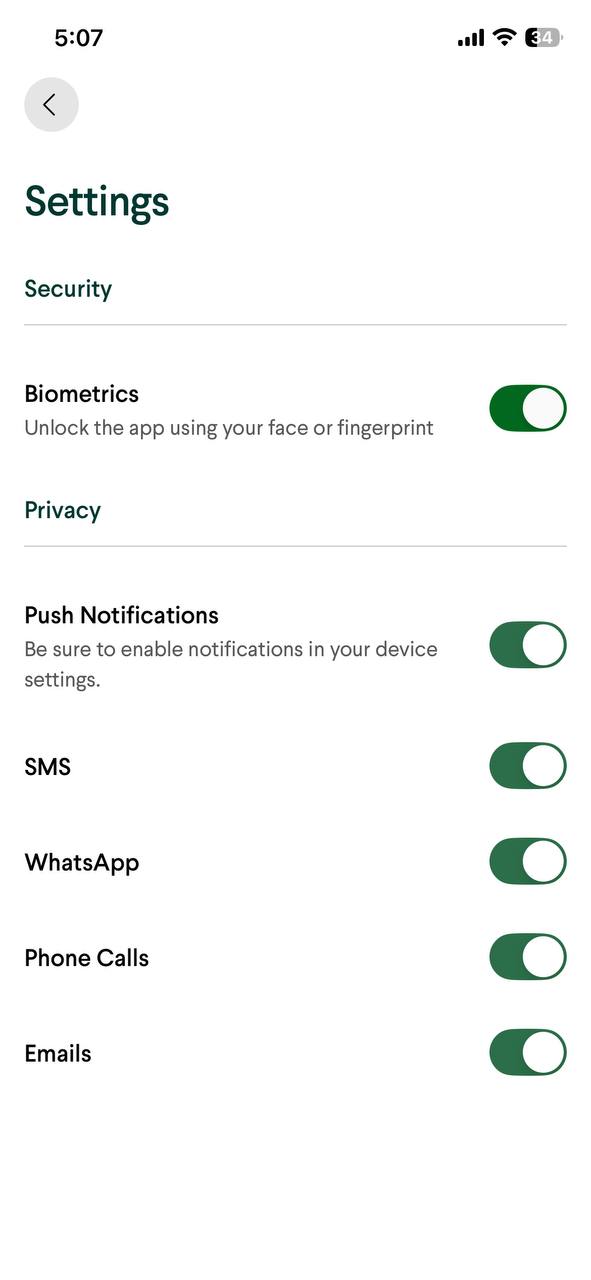 5:07
34
Settings
Security
Biometrics
Unlock the app using your face or fingerprint
Privacy
Push Notifications
Be sure to enable notifications in your device
settings.
SMS
WhatsApp
Phone Calls
Emails